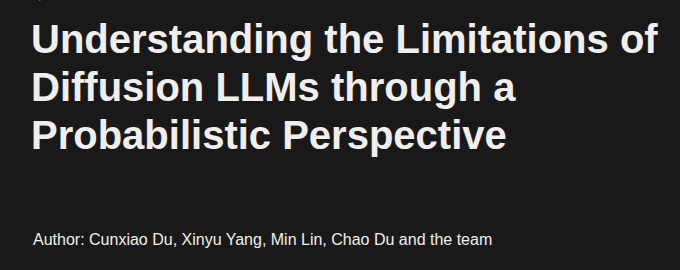 Understanding the Limitations of
Diffusion LLMs through a
Probabilistic Perspective
Author: Cunxiao Du, Xinyu Yang, Min Lin, Chao Du and the team